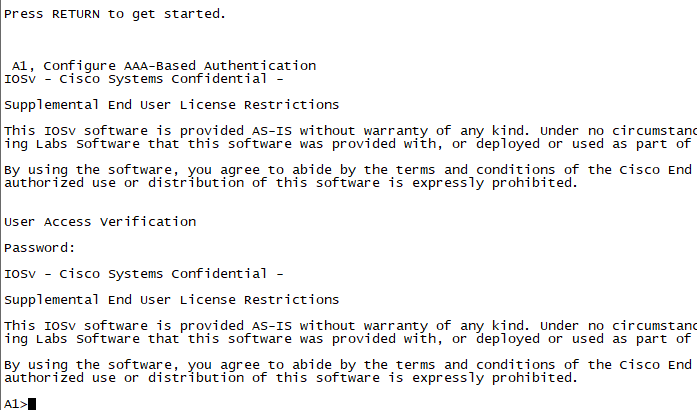 Press RETURN to get started.
A1, Configure AAA-Based Authentication
IOSv - Cisco Systems Confidential -
Supplemental End User License Restrictions
This IOSv software is provided AS-IS without warranty of any kind. Under no circumstanc
ing Labs Software that this software was provided with, or deployed or used as part of
By using the software, you agree to abide by the terms and conditions of the Cisco End
authorized use or distribution of this software is expressly prohibited.
User Access Verification
Password:
IOSv - Cisco Systems Confidential -
Supplemental End User License Restrictions
This IOSv software is provided AS-IS without warranty of any kind. Under no circumstanc
ing Labs Software that this software was provided with, or deployed or used as part of
By using the software, you agree to abide by the terms and conditions of the Cisco End
authorized use or distribution of this software is expressly prohibited.
A1>